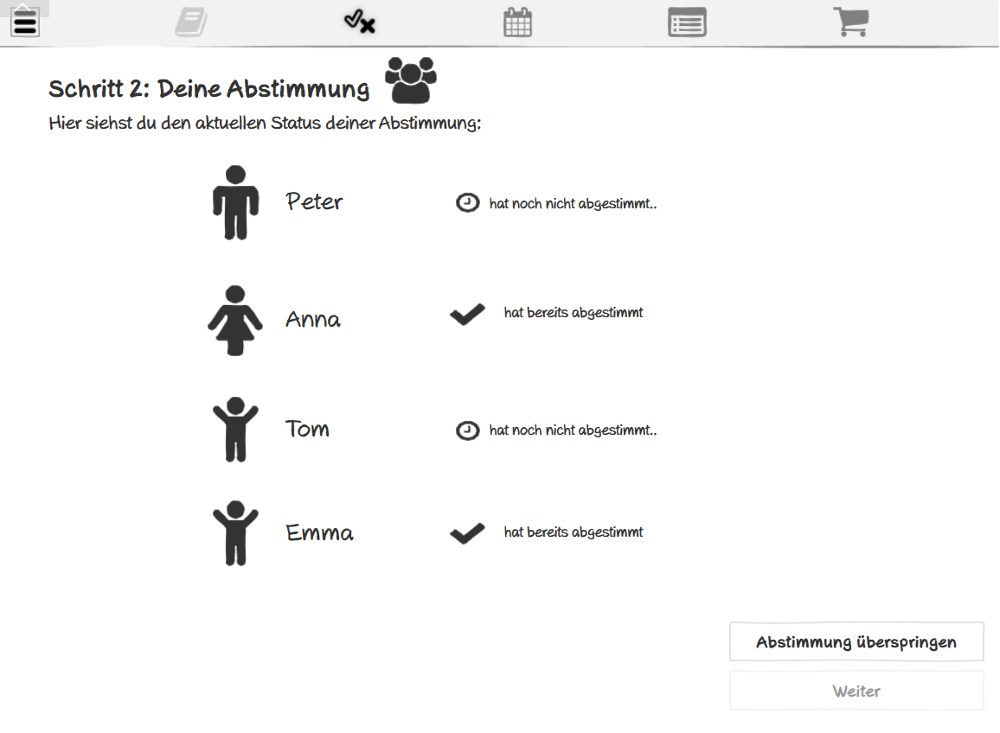 Schritt 2: Deine Abstimmung
Hier siehst du den aktuellen Status deiner Abstimmung:
Peter hat noch nicht abgestimmt..
Anna hat bereits abgestimmt
Tom hat noch nicht abgestimmt..
Emma hat bereits abgestimmt
Abstimmung überspringen
Weiter